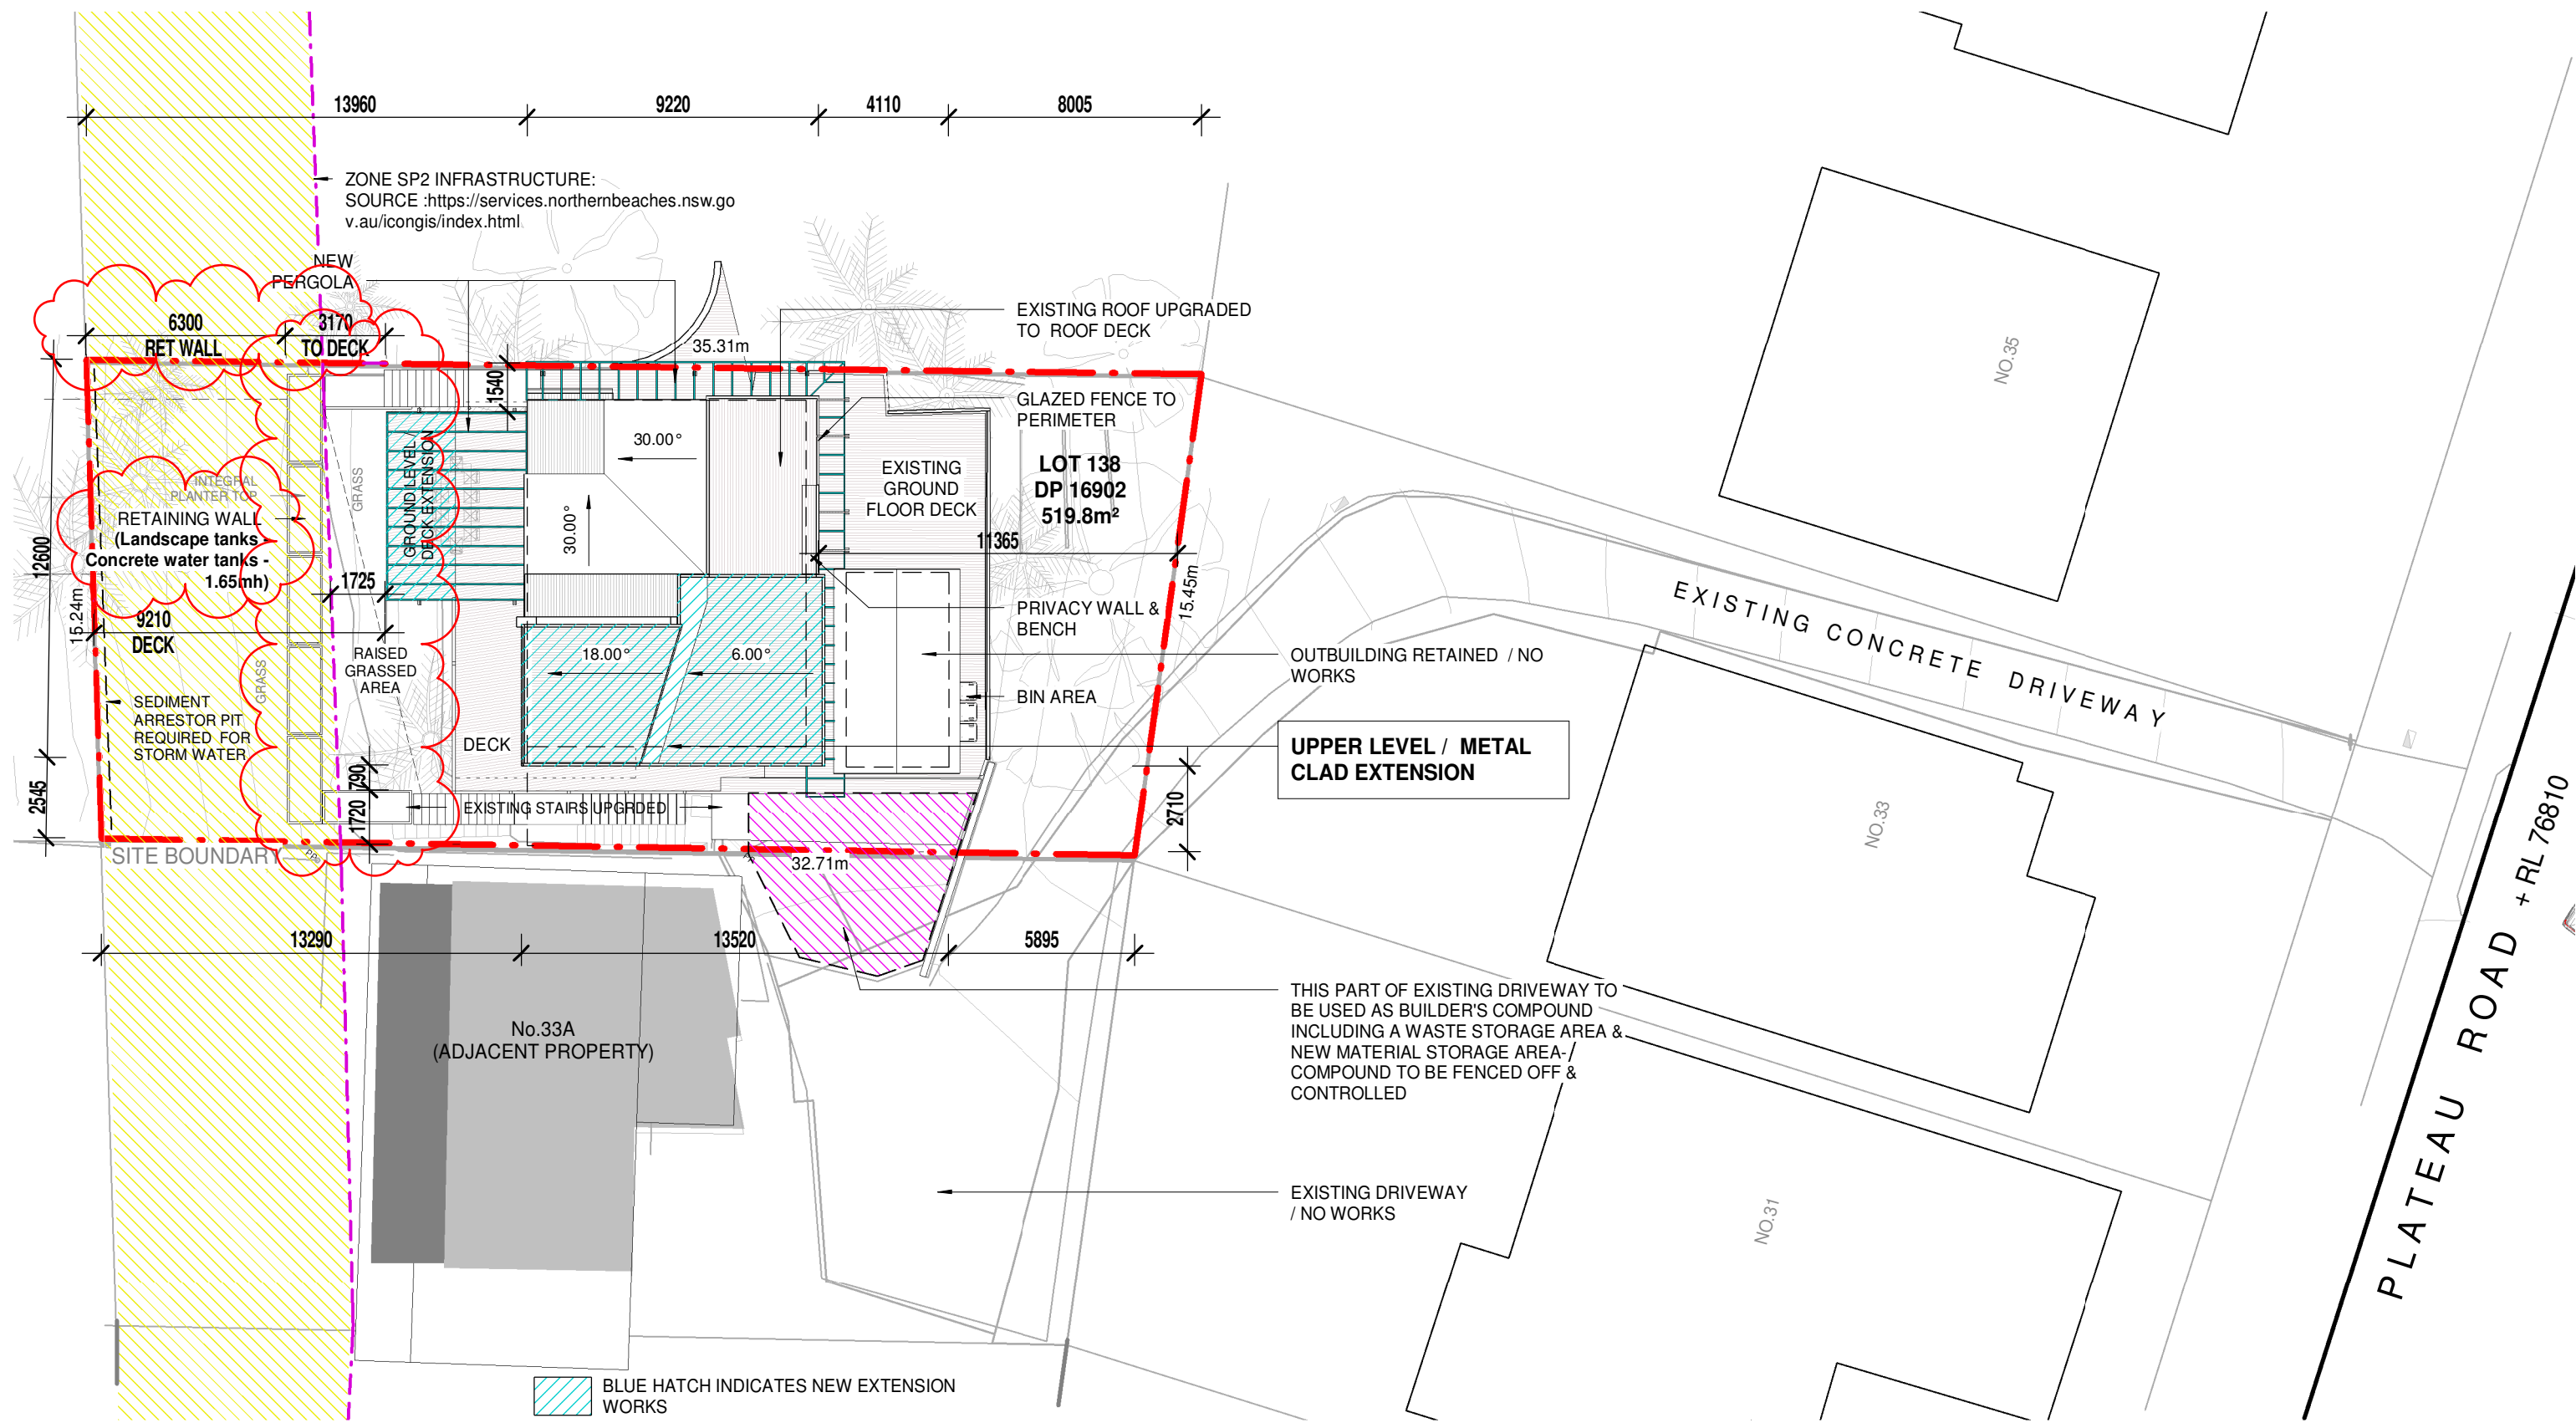 13960
9220
4110
8005
ZONE SP2 INFRASTRUCTURE:
SOURCE :https://services.northernbeaches.nsw.go
v.au/icongis/index.html
NEW
PERGOLA
6300
RET WALL
3170
TO DECK
35.31m
EXISTING ROOF UPGRADED
TO ROOF DECK
1540
GLAZED FENCE TO
PERIMETER
30.00°
30.00°
EXISTING
GROUND
FLOOR DECK
LOT 138
DP 16902
519.8m²
11365
GROUND LEVEL /
DECK EXTENSION
GRASS
INTEGRAL
PLANTER TOP
RETAINING WALL
(Landscape tanks -
Concrete water tanks -
1.65mh)
12600
15.24m
1725
9210
DECK
RAISED
GRASSED
AREA
GRASS
SEDIMENT
ARRESTOR PIT
REQUIRED FOR
STORM WATER
18.00°
6.00°
PRIVACY WALL &
BENCH
15.45m
OUTBUILDING RETAINED / NO
WORKS
BIN AREA
DECK
UPPER LEVEL / METAL
CLAD EXTENSION
790
1720
2545
EXISTING STAIRS UPGRDED
2710
SITE BOUNDARY
32.71m
13290
13520
5895
No.33A
(ADJACENT PROPERTY)
THIS PART OF EXISTING DRIVEWAY TO
BE USED AS BUILDER'S COMPOUND
INCLUDING A WASTE STORAGE AREA &
NEW MATERIAL STORAGE AREA-
COMPOUND TO BE FENCED OFF &
CONTROLLED
EXISTING DRIVEWAY
/ NO WORKS
BLUE HATCH INDICATES NEW EXTENSION
WORKS
NO.35
EXISTING CONCRETE DRIVEWAY
NO.33
NO.31
PLATEAU ROAD + RL 76810